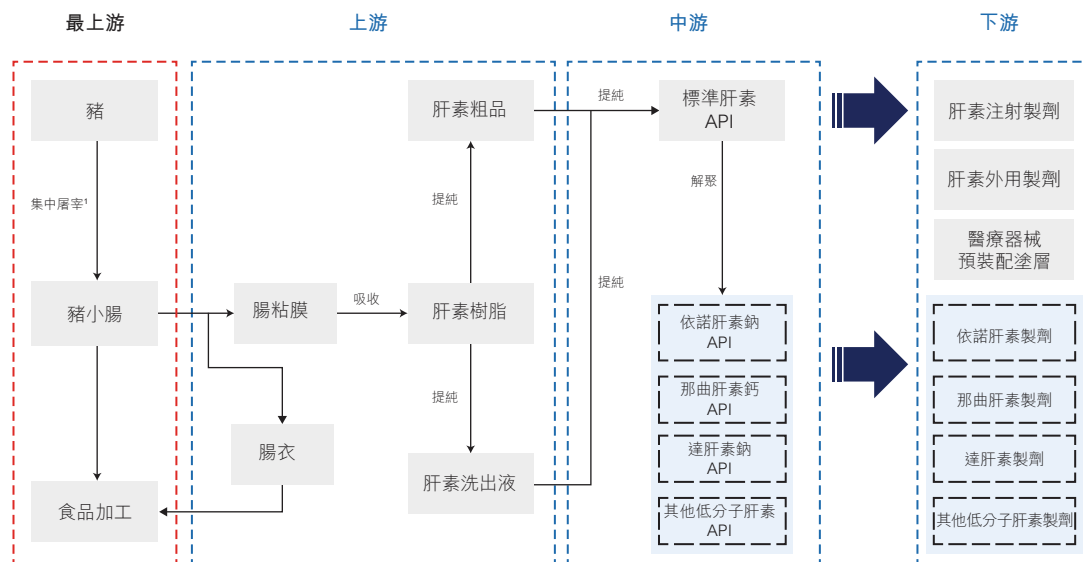 最上游
上游
中游
下游
豬
集中屠宰¹
豬小腸
食品加工
腸粘膜
腸衣
吸收
肝素粗品
提純
肝素樹脂
提純
肝素洗出液
提純
提純
標準肝素
API
解聚
依諾肝素鈉
API
那曲肝素鈣
API
達肝素鈉
API
其他低分子肝素
API
肝素注射製劑
肝素外用製劑
醫療器械
預裝配塗層
依諾肝素製劑
那曲肝素製劑
達肝素製劑
其他低分子肝素製劑